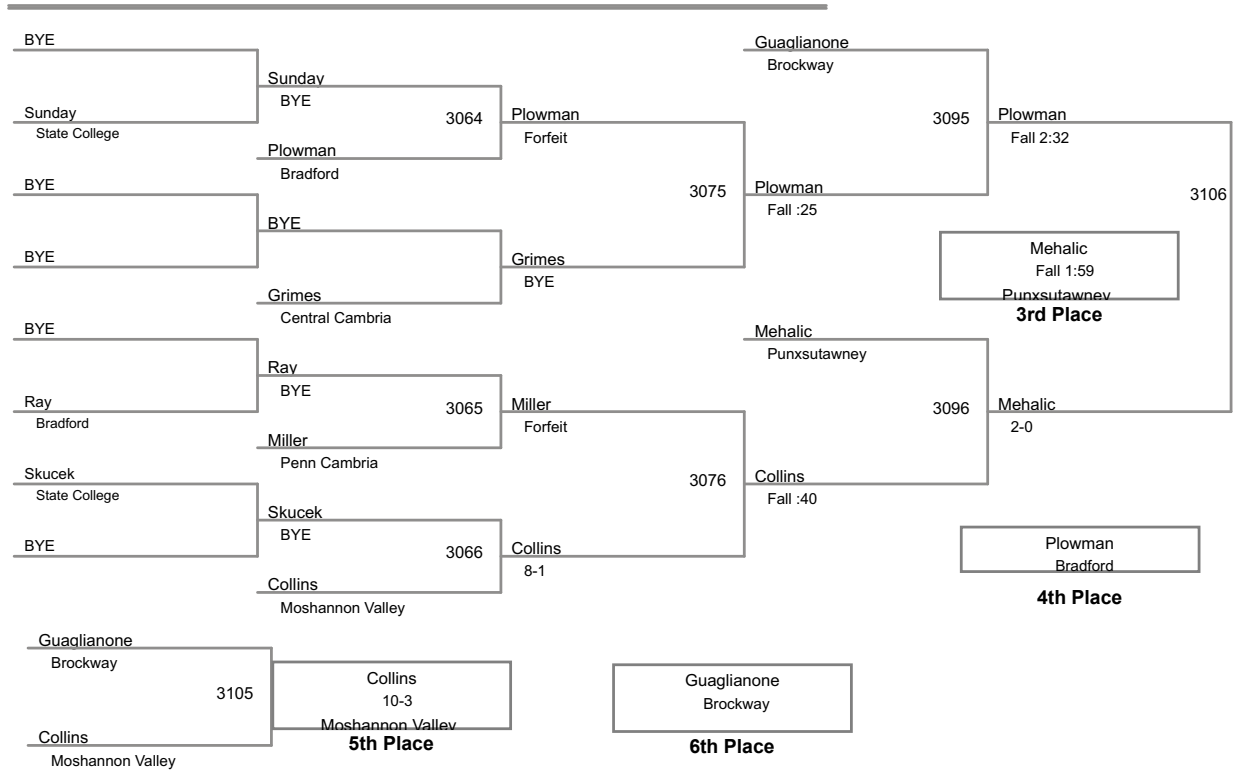 BYE
Sunday
State College
BYE
BYE
BYE
Ray
Bradford
Skucek
State College
BYE
Sunday
BYE
3064
Plowman
Bradford
BYE
Grimes
Central Cambria
Ray
BYE
3065
Miller
Penn Cambria
Skucek
BYE
3066
Collins
Moshannon Valley
Plowman
Forfeit
3075
Grimes
BYE
Miller
Forfeit
3076
Collins
8-1
Guaglianone
Brockway
3095
Plowman
Fall :25
Mehalic
Punxsutawney
3096
Collins
Fall :40
Plowman
Fall 2:32
3106
Mehalic
Fall 1:59
Punxsutawney
3rd Place
Mehalic
2-0
Plowman
Bradford
4th Place
Guaglianone
Brockway
3105
Collins
Moshannon Valley
Collins
10-3
Moshannon Valley
5th Place
Guaglianone
Brockway
6th Place